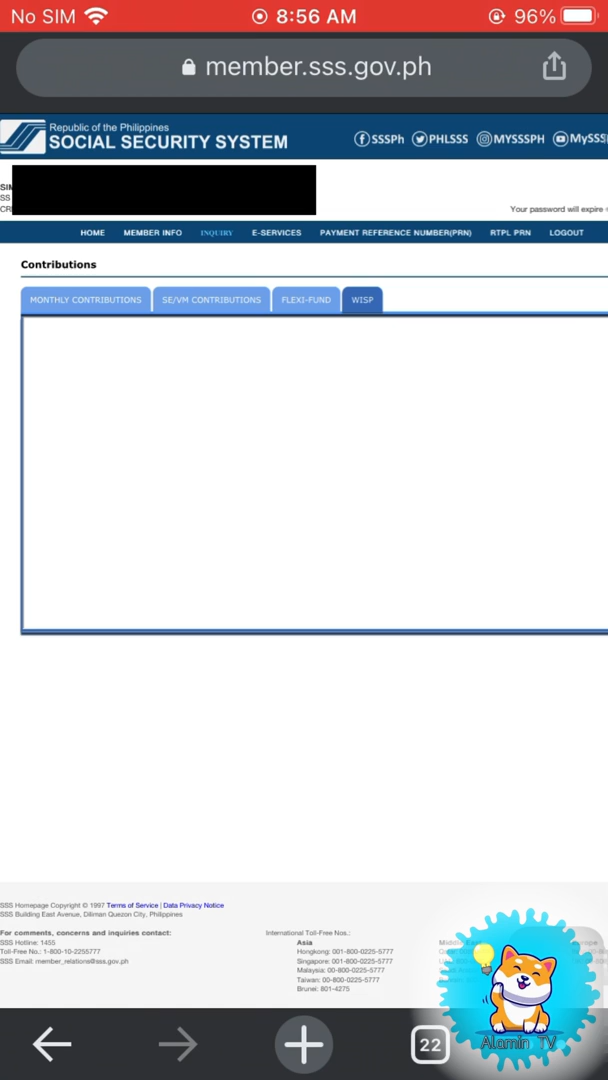 No SIM 8:56 AM 96%
member.sss.gov.ph
Republic of the Philippines
SOCIAL SECURITY SYSTEM
SSSPh PHLSSS MYSSSPH MySSS
SS
CR
Your password will expire
HOME MEMBER INFO INQUIRY E-SERVICES PAYMENT REFERENCE NUMBER(PRN) RTPL PRN LOGOUT
Contributions
MONTHLY CONTRIBUTIONS SE/VM CONTRIBUTIONS FLEXI-FUND WISP
SSS Homepage Copyright © 1997 Terms of Service | Data Privacy Notice
SSS Building East Avenue, Diliman Quezon City, Philippines
For comments, concerns and inquiries contact:
SSS Hotline: 1455
Toll-Free No.: 1-800-10-2255777
SSS Email: member_relations@sss.gov.ph
International Toll-Free Nos.:
Asia
Hongkong: 001-800-0225-5777
Singapore: 001-800-0225-5777
Malaysia: 00-800-0225-5777
Taiwan: 00-800-0225-5777
Brunei: 801-4275
22
Alamin TV